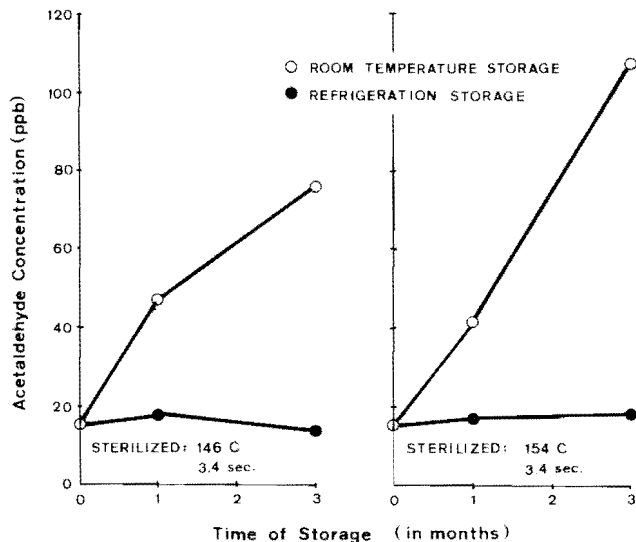 Acetaldehyde Concentration (ppb)
120
100
80
60
40
20
0
○ ROOM TEMPERATURE STORAGE
● REFRIGERATION STORAGE
STERILIZED: 146 C
3.4 sec.
STERILIZED: 154 C
3.4 sec.
0 1 2 3 0 1 2 3
Time of Storage (in months)